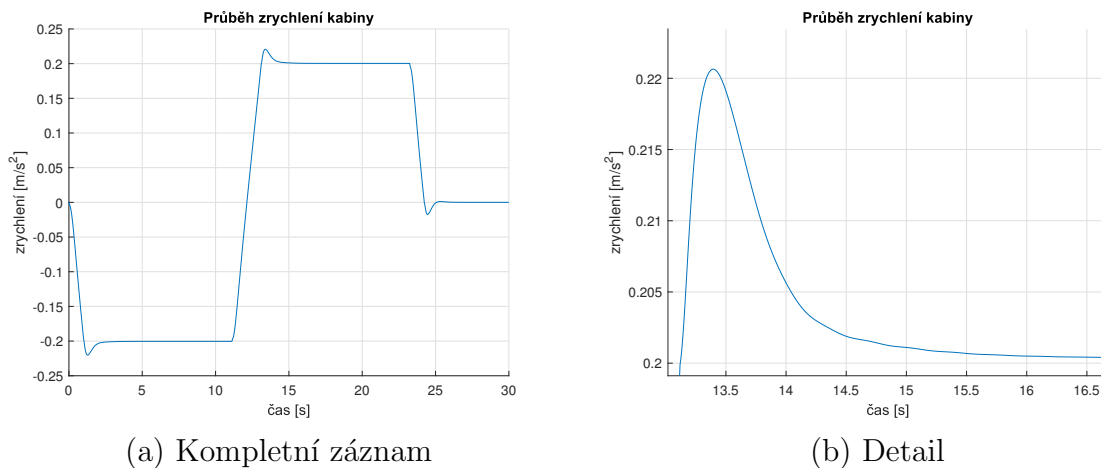 Průběh zrychlení kabiny
zrychlení [m/s2]
0.25
0.2
0.15
0.1
0.05
0
-0.05
-0.1
-0.15
-0.2
-0.25
0 5 10 15 20 25 30
čas [s]
(a) Kompletní záznam
Průběh zrychlení kabiny
zrychlení [m/s2]
0.22
0.215
0.21
0.205
0.2
13.5 14 14.5 15 15.5 16 16.5
čas [s]
(b) Detail